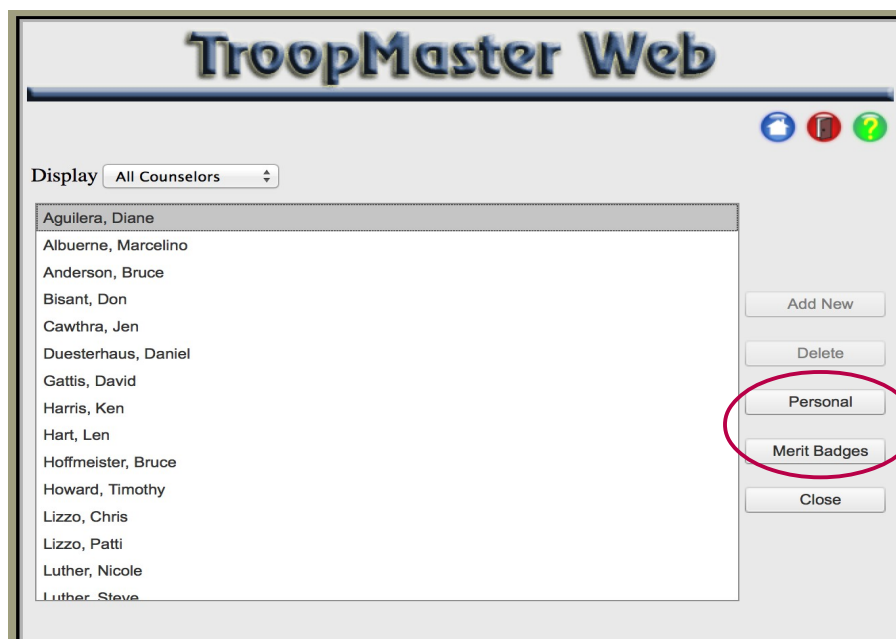 TroopMaster Web
?
Display All Counselors
Aguilera, Diane
Albuerne, Marcelino
Anderson, Bruce
Bisant, Don
Cawthra, Jen
Duesterhaus, Daniel
Gattis, David
Harris, Ken
Hart, Len
Hoffmeister, Bruce
Howard, Timothy
Lizzo, Chris
Lizzo, Patti
Luther, Nicole
Luther, Steve
Add New
Delete
Personal
Merit Badges
Close